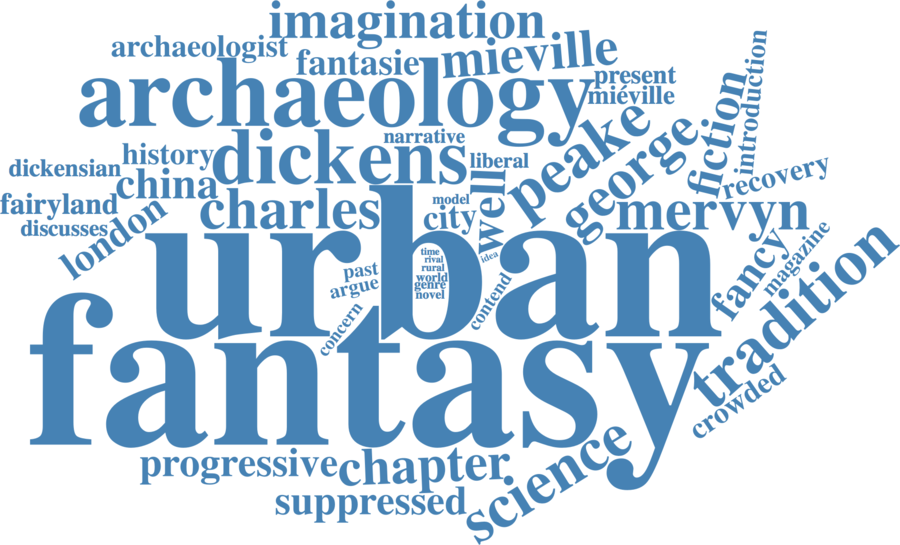 imagination
archaeologist
fantasie
mieville
archaeology
present
miéville
narrative
dickens
peake
fiction
introduction
dickensian
history
china
liberal
well
george
recovery
fairyland
discusses
london
charles
model
city
mervyn
urban
time
rival
rural
world
genre
novel
idea
past
argue
concern
contend
fancy
magazine
tradition
crowded
fantasy
progressive
chapter
science
suppressed